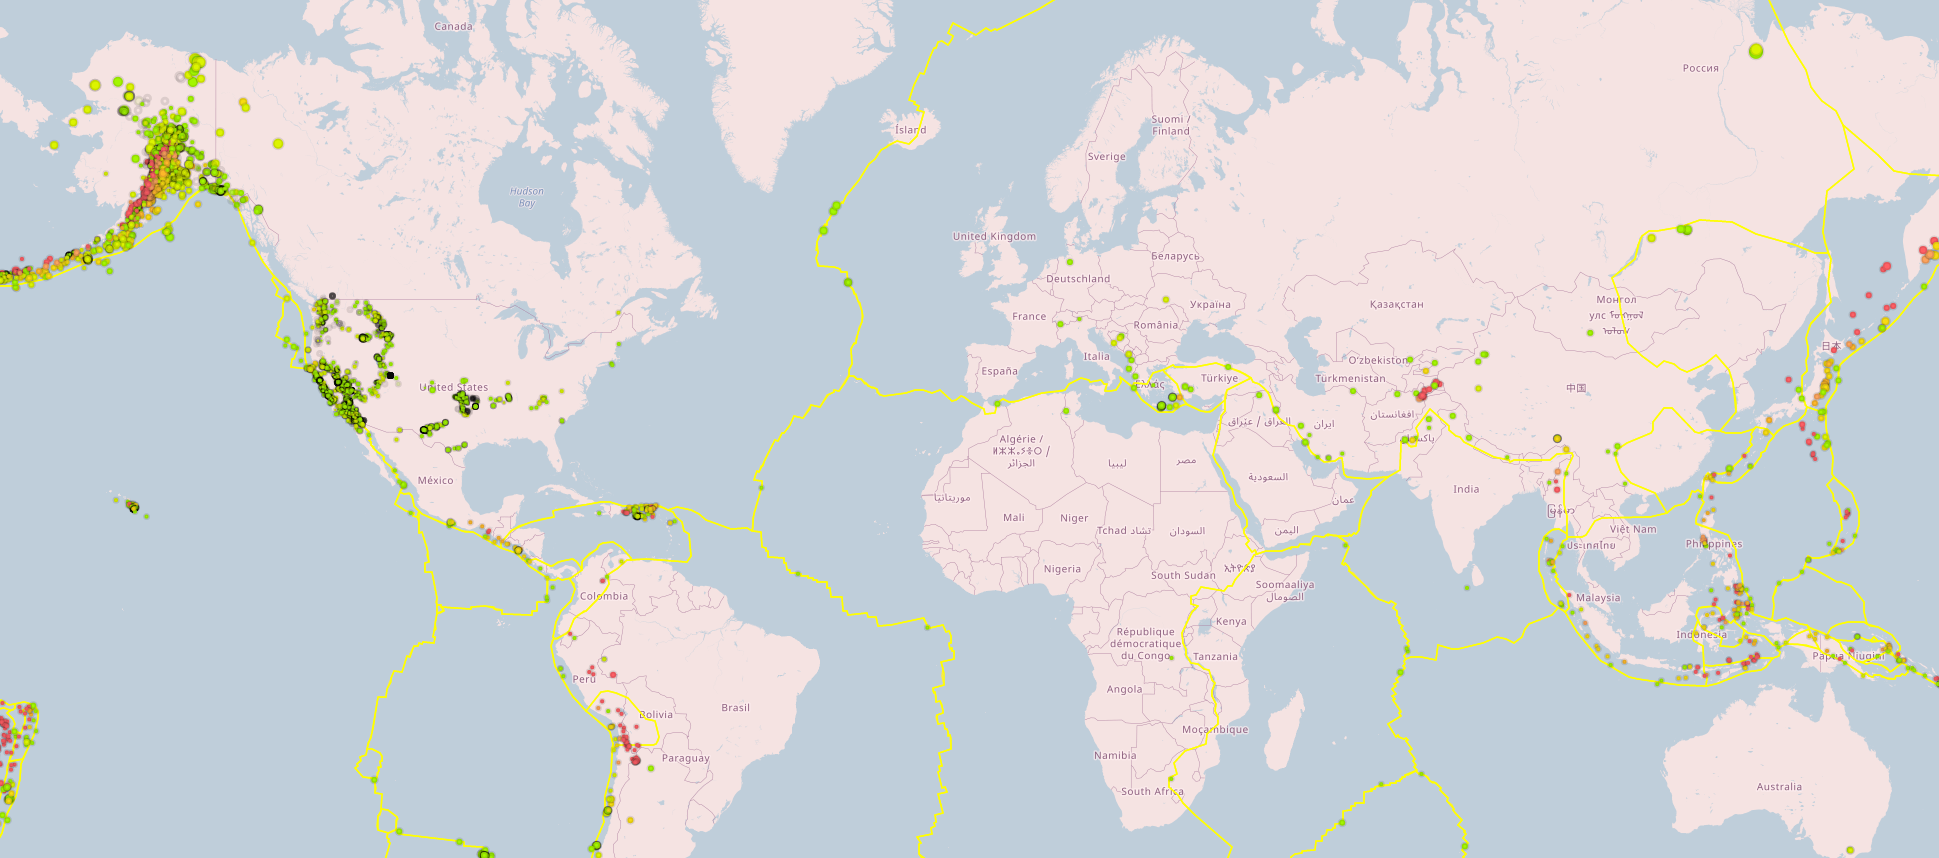 Canada
Россия
Ísland
Suomi /
Finland
Sverige
Hudson
Bay
United Kingdom
Беларусь
Deutschland
Україна
Қазақстан
Монгол
улс
France
România
日本
Italia
O'zbekiston
España
Ελλάς
Türkiye
Türkmenistan
United States
中国
افغانستان
العراق / عێراق
ایران
پاکستان
Algérie /
الجزائر
ليبيا
مصر
السعودية
México
India
موريتانيا
عمان
Mali
Niger
Tchad تشاد
السودان
اليمن
Việt Nam
ประเทศไทย
Philippines
Nigeria
South Sudan
Soomaaliya
الصومال
Colombia
Malaysia
Kenya
République
démocratique
du Congo
Indonesia
Tanzania
Papua Niugini
Perú
Angola
Brasil
Bolivia
Moçambique
Namibia
Paraguay
South Africa
Australia